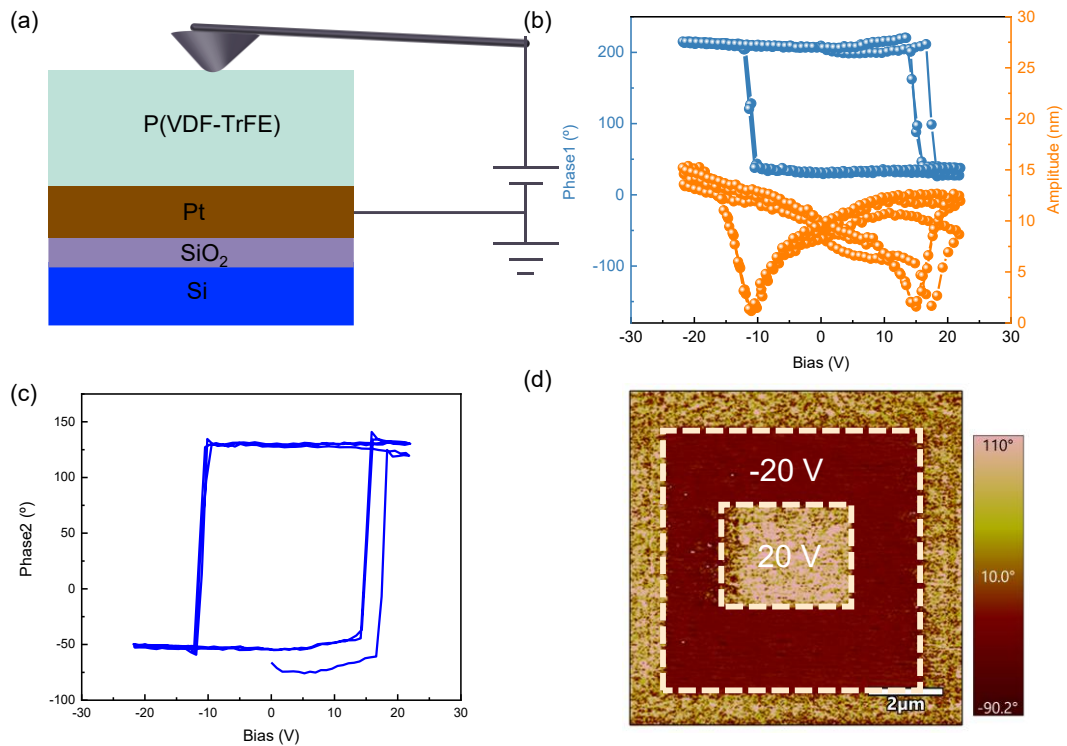 (a)
P(VDF-TrFE)
Pt
SiO₂
Si
(b)
Phase1 (º)
200
100
0
-100
Amplitude (nm)
30
25
20
15
10
5
0
-30 -20 -10 0 10 20 30
Bias (V)
(c)
Phase2 (º)
150
100
50
0
-50
-100
-30 -20 -10 0 10 20 30
Bias (V)
(d)
-20 V
20 V
2µm
110°
10.0°
-90.2°